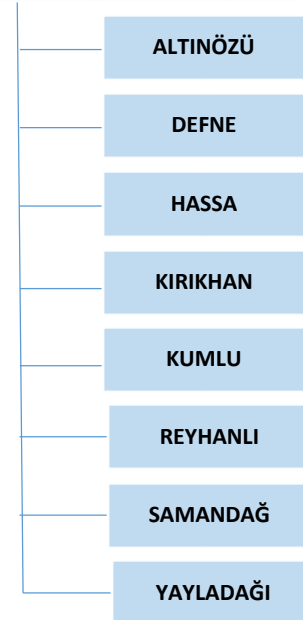 ALTINÖZÜ
DEFNE
HASSA
KIRIKHAN
KUMLU
REYHANLI
SAMANDAĞ
YAYLADAĞI